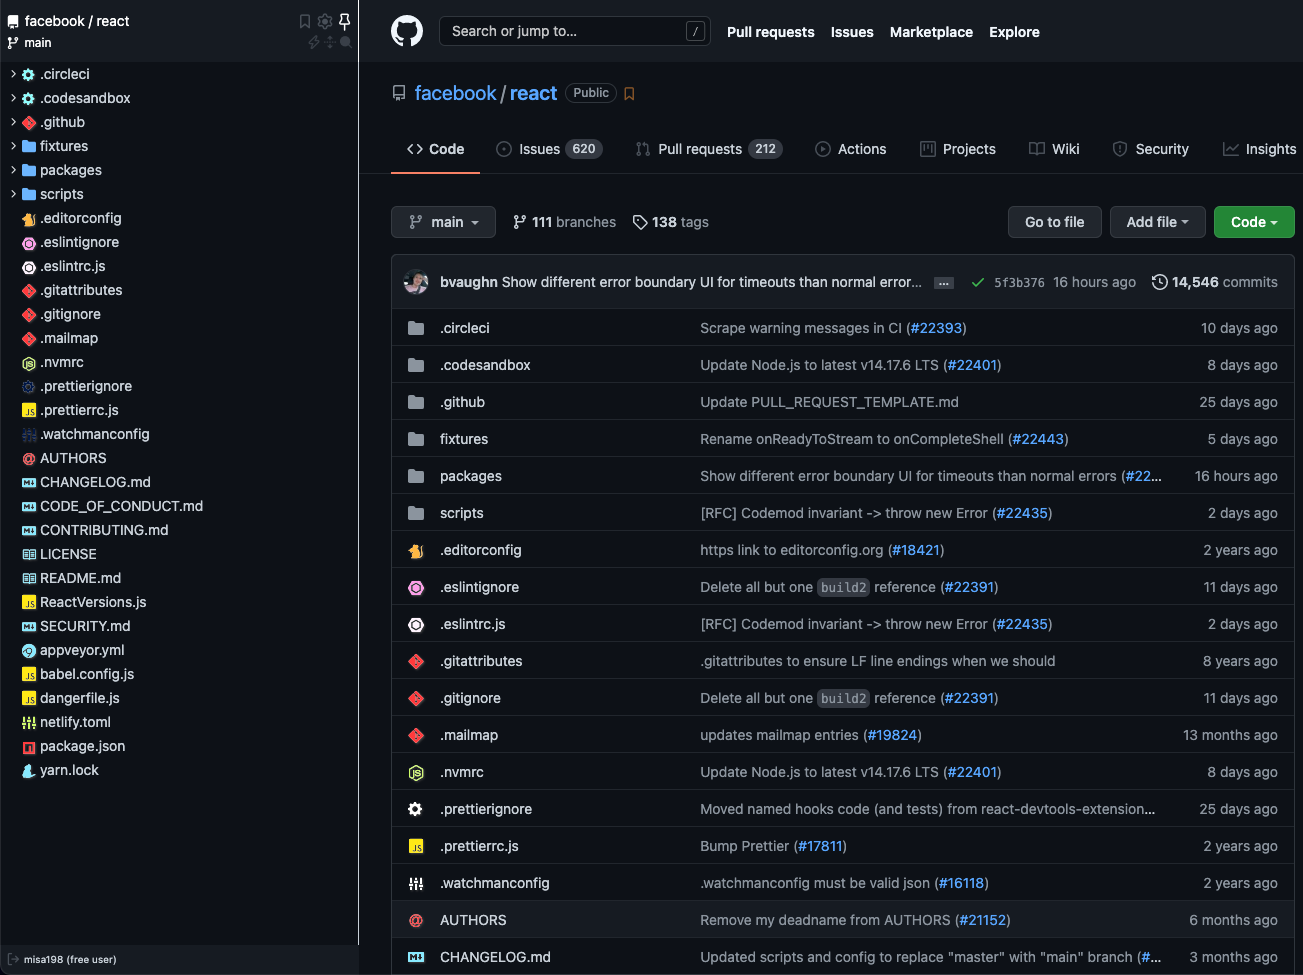 facebook / react
main
.circleci
.codesandbox
.github
fixtures
packages
scripts
.editorconfig
.eslintignore
.eslintrc.js
.gitattributes
.gitignore
.mailmap
.nvmrc
.prettierignore
.prettierrc.js
.watchmanconfig
AUTHORS
CHANGELOG.md
CODE_OF_CONDUCT.md
CONTRIBUTING.md
LICENSE
README.md
ReactVersions.js
SECURITY.md
appveyor.yml
babel.config.js
dangerfile.js
netlify.toml
package.json
yarn.lock
misa198 (free user)
Search or jump to... / Pull requests Issues Marketplace Explore
facebook / react Public
Code Issues 620 Pull requests 212 Actions Projects Wiki Security Insights
main 111 branches 138 tags Go to file Add file Code
bvaughn Show different error boundary UI for timeouts than normal error... ... 5f3b376 16 hours ago 14,546 commits
.circleci Scrape warning messages in CI (#22393) 10 days ago
.codesandbox Update Node.js to latest v14.17.6 LTS (#22401) 8 days ago
.github Update PULL_REQUEST_TEMPLATE.md 25 days ago
fixtures Rename onReadyToStream to onCompleteShell (#22443) 5 days ago
packages Show different error boundary UI for timeouts than normal errors (#22... 16 hours ago
scripts [RFC] Codemod invariant -> throw new Error (#22435) 2 days ago
.editorconfig https link to editorconfig.org (#18421) 2 years ago
.eslintignore Delete all but one build2 reference (#22391) 11 days ago
.eslintrc.js [RFC] Codemod invariant -> throw new Error (#22435) 2 days ago
.gitattributes .gitattributes to ensure LF line endings when we should 8 years ago
.gitignore Delete all but one build2 reference (#22391) 11 days ago
.mailmap updates mailmap entries (#19824) 13 months ago
.nvmrc Update Node.js to latest v14.17.6 LTS (#22401) 8 days ago
.prettierignore Moved named hooks code (and tests) from react-devtools-extension... 25 days ago
.prettierrc.js Bump Prettier (#17811) 2 years ago
.watchmanconfig .watchmanconfig must be valid json (#16118) 2 years ago
AUTHORS Remove my deadname from AUTHORS (#21152) 6 months ago
CHANGELOG.md Updated scripts and config to replace "master" with "main" branch (#... 3 months ago